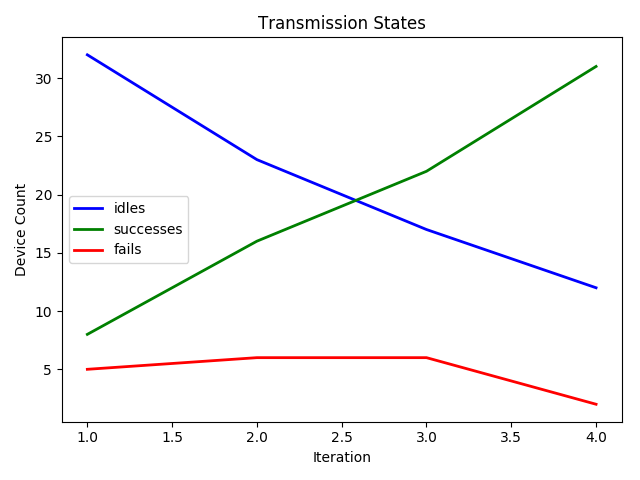 Transmission States
Device Count
30
25
20
15
10
5
idles
successes
fails
1.0 1.5 2.0 2.5 3.0 3.5 4.0
Iteration